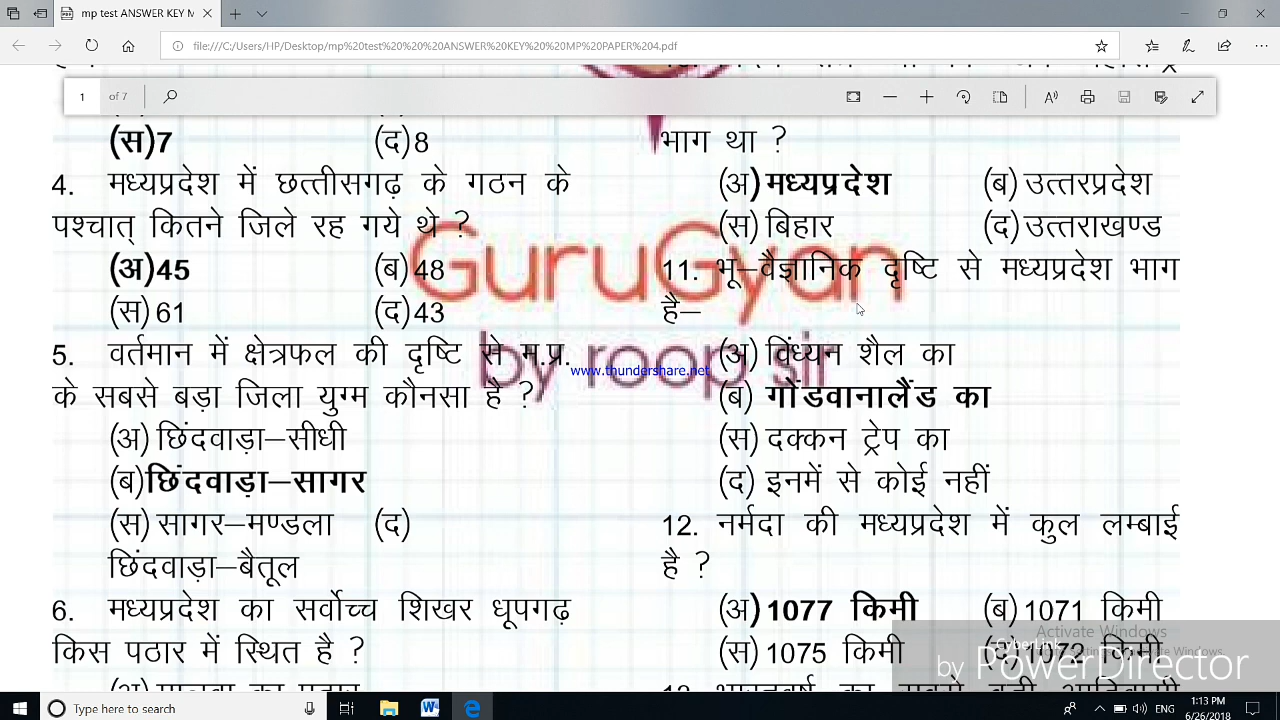 mp test ANSWER KEY M
file:///C:/Users/HP/Desktop/mp%20test%20%20%20ANSWER%20KEY%20%20MP%20PAPER%204.pdf
1 of 7
(स)7 (द)8
4. मध्यप्रदेश में छत्तीसगढ़ के गठन के
पश्चात् कितने जिले रह गये थे ?
(अ)45 (ब)48
(स)61 (द)43
5. वर्तमान में क्षेत्रफल की दृष्टि से म.प्र.
के सबसे बड़ा जिला युग्म कौनसा है ?
(अ) छिंदवाड़ा–सीधी
(ब)छिंदवाड़ा–सागर
(स) सागर–मण्डला (द)
छिंदवाड़ा–बैतूल
6. मध्यप्रदेश का सर्वोच्च शिखर धूपगढ़
किस पठार में स्थित है ?
भाग था ?
(अ) मध्यप्रदेश (ब) उत्तरप्रदेश
(स) बिहार (द) उत्तराखण्ड
11. भू–वैज्ञानिक दृष्टि से मध्यप्रदेश भाग
है–
(अ) विंध्यन शैल का
(ब) गोंडवानालैंड का
(स) दक्कन ट्रेप का
(द) इनमें से कोई नहीं
12. नर्मदा की मध्यप्रदेश में कुल लम्बाई
है ?
(अ) 1077 किमी (ब) 1071 किमी
(स) 1075 किमी (द) 1072 किमी
GuruGyan
by roop sir
www.thundershare.net
Activate Windows
CyberLink
by PowerDirector
Type here to search
ENG
1:13 PM
6/26/2018